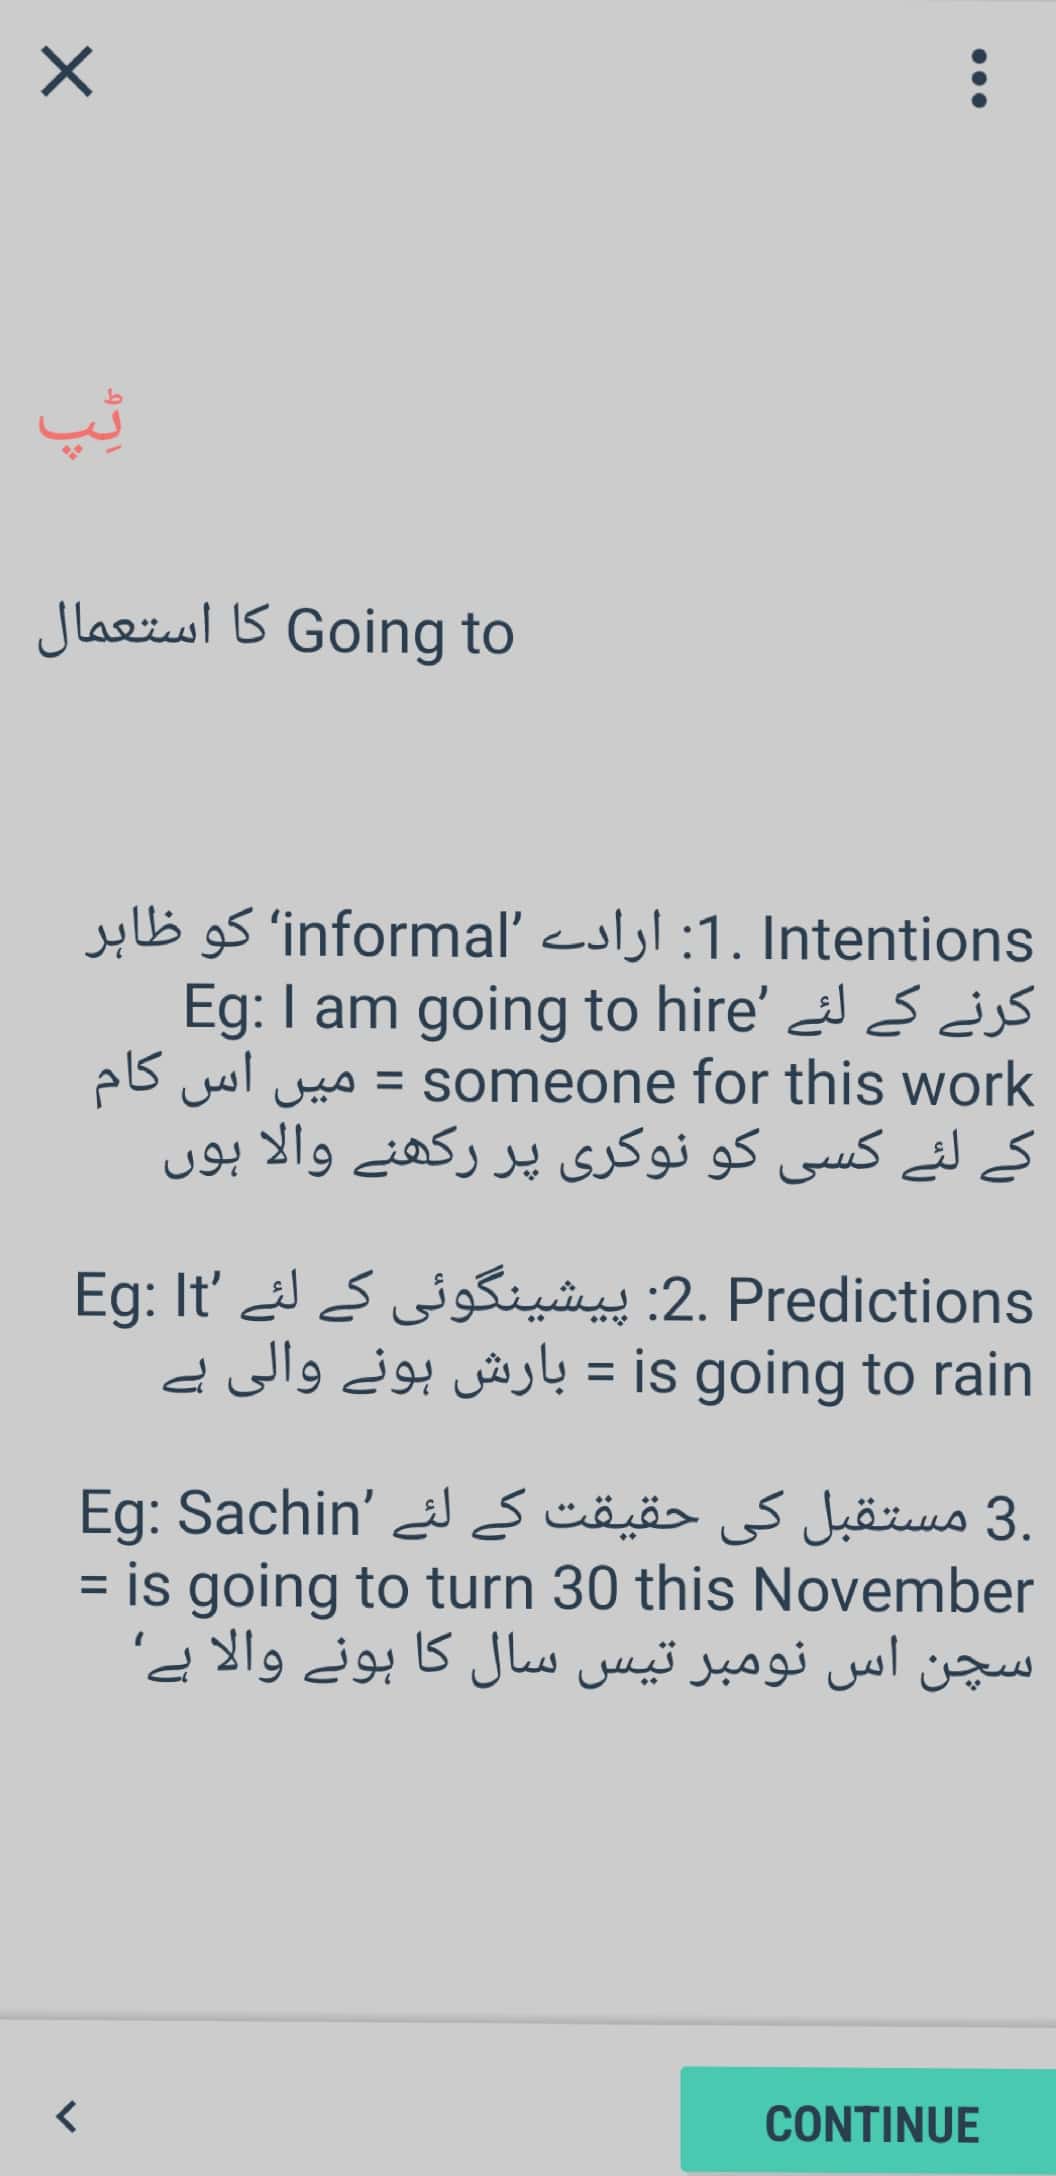 ٹِپ
Going to کا استعمال
1. Intentions: ارادے ’informal‘ کو ظاہر
کرنے کے لئے ’Eg: I am going to hire
someone for this work = میں اس کام
کے لئے کسی کو نوکری پر رکھنے والا ہوں
2. Predictions: پیشینگوئی کے لئے ’Eg: It
is going to rain = بارش ہونے والی ہے
3. مستقبل کی حقیقت کے لئے ’Eg: Sachin
is going to turn 30 this November =
سچن اس نومبر تیس سال کا ہونے والا ہے‘
CONTINUE